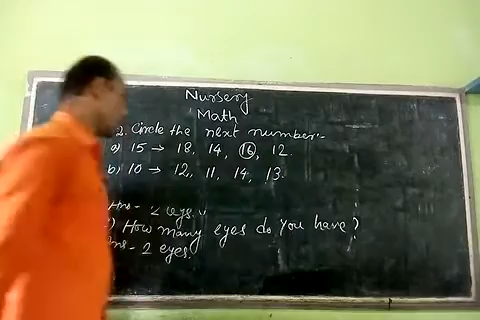 Nursery
Math
2. Circle the next number:-
a) 15 → 18, 14, 16, 12.
b) 10 → 12, 11, 14, 13.
Ans- 2 legs.
) How many eyes do you have?
Ans- 2 eyes.